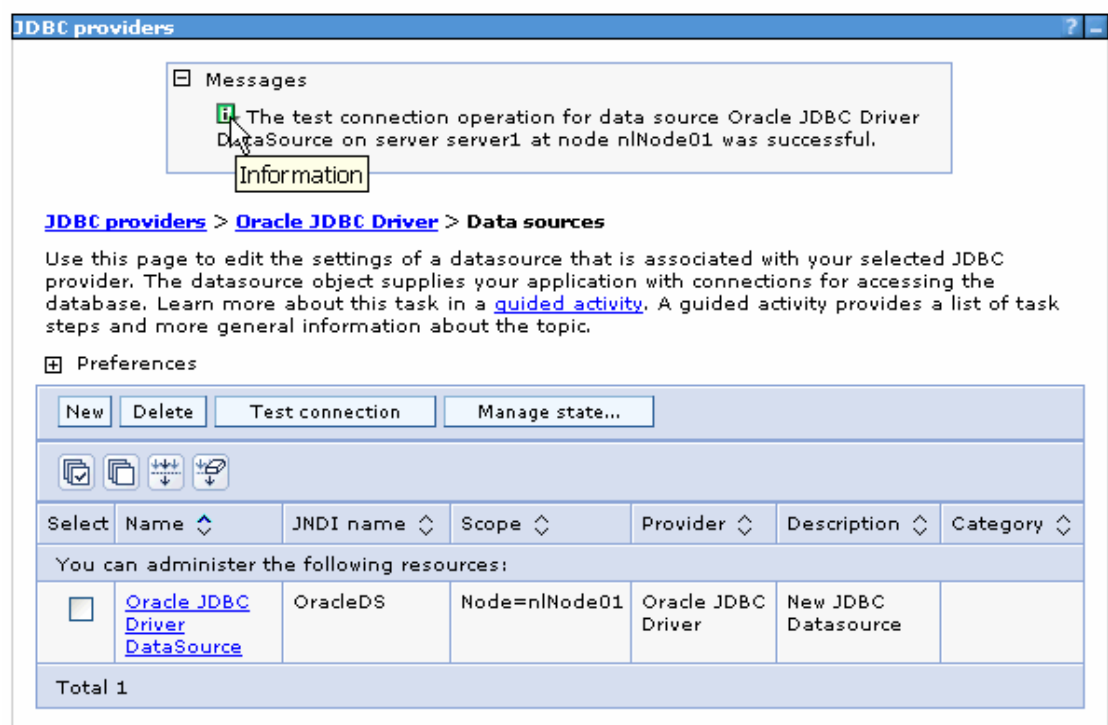 JDBC providers ? –
Messages
i The test connection operation for data source Oracle JDBC Driver
DataSource on server server1 at node nlNode01 was successful.
Information
JDBC providers > Oracle JDBC Driver > Data sources
Use this page to edit the settings of a datasource that is associated with your selected JDBC
provider. The datasource object supplies your application with connections for accessing the
database. Learn more about this task in a guided activity. A guided activity provides a list of task
steps and more general information about the topic.
Preferences
New Delete Test connection Manage state...
Select Name JNDI name Scope Provider Description Category
You can administer the following resources:
Oracle JDBC OracleDS Node=nlNode01 Oracle JDBC New JDBC
Driver Driver Datasource
DataSource
Total 1